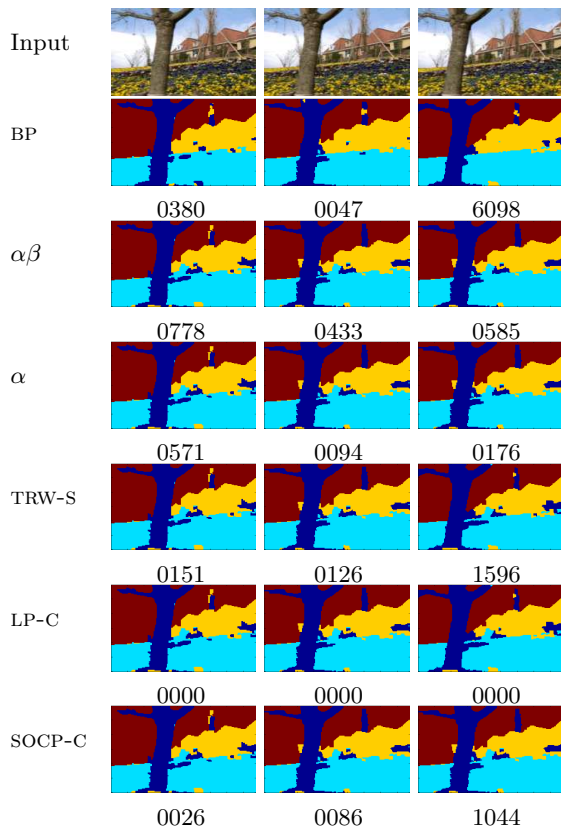 Input
BP
0380 0047 6098
αβ
0778 0433 0585
α
0571 0094 0176
TRW-S
0151 0126 1596
LP-C
0000 0000 0000
SOCP-C
0026 0086 1044